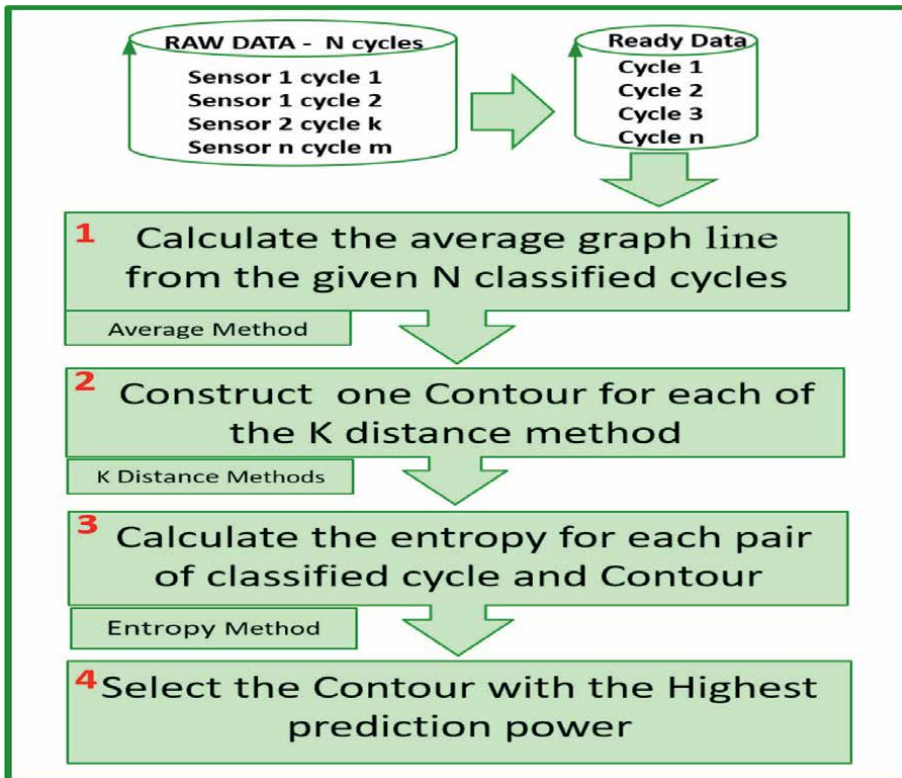 RAW DATA - N cycles
Sensor 1 cycle 1
Sensor 1 cycle 2
Sensor 2 cycle k
Sensor n cycle m
Ready Data
Cycle 1
Cycle 2
Cycle 3
Cycle n
1 Calculate the average graph line
from the given N classified cycles
Average Method
2 Construct one Contour for each of
the K distance method
K Distance Methods
3 Calculate the entropy for each pair
of classified cycle and Contour
Entropy Method
4 Select the Contour with the Highest
prediction power